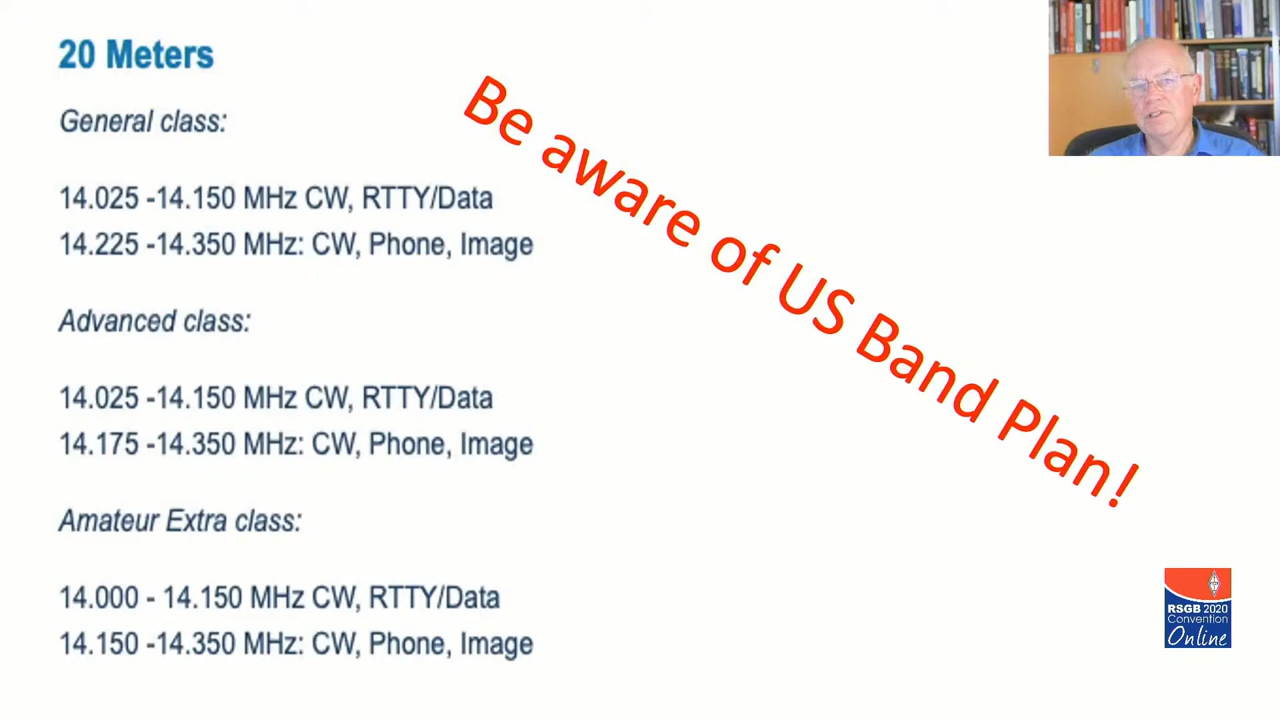 20 Meters
General class:
14.025 -14.150 MHz CW, RTTY/Data
14.225 -14.350 MHz: CW, Phone, Image
Advanced class:
14.025 -14.150 MHz CW, RTTY/Data
14.175 -14.350 MHz: CW, Phone, Image
Amateur Extra class:
14.000 - 14.150 MHz CW, RTTY/Data
14.150 -14.350 MHz: CW, Phone, Image
Be aware of US Band Plan!
RSGB 2020
Convention
Online